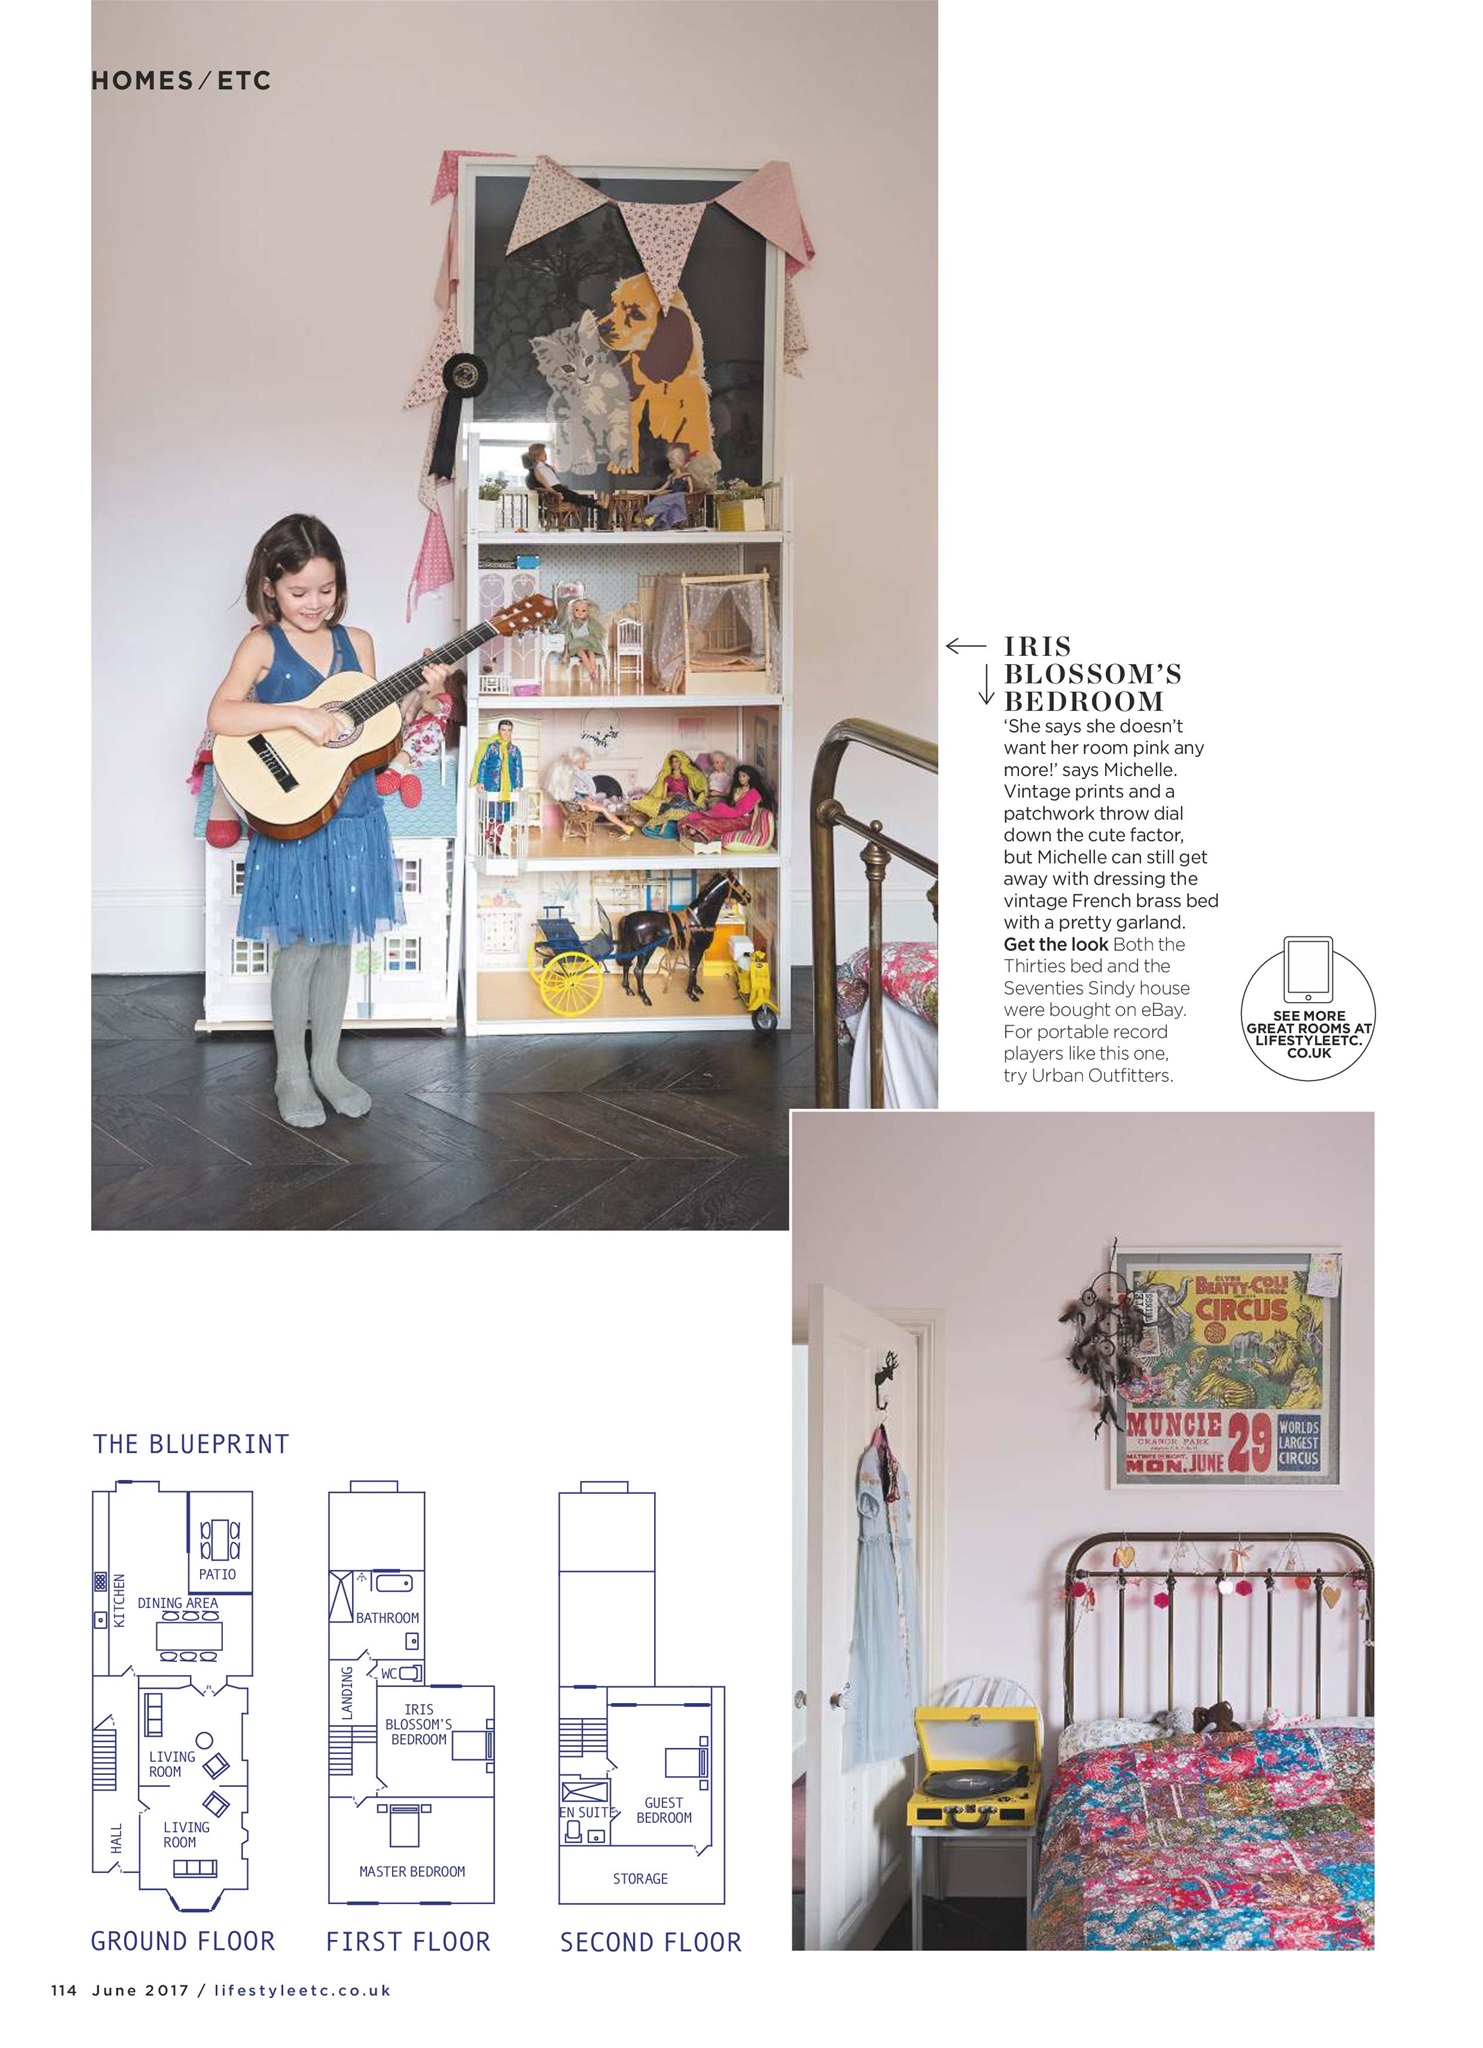 HOMES / ETC
IRIS
BLOSSOM'S
BEDROOM
‘She says she doesn’t
want her room pink any
more!’ says Michelle.
Vintage prints and a
patchwork throw dial
down the cute factor,
but Michelle can still get
away with dressing the
vintage French brass bed
with a pretty garland.
Get the look Both the
Thirties bed and the
Seventies Sindy house
were bought on eBay.
For portable record
players like this one,
try Urban Outfitters.
SEE MORE
GREAT ROOMS AT
LIFESTYLEETC.
CO.UK
CLYDE
BEATTY-COLE
CIRCUS
MUNCIE
CRANOR PARK
MON. JUNE
29
WORLDS
LARGEST
CIRCUS
THE BLUEPRINT
KITCHEN
PATIO
DINING AREA
LIVING
ROOM
LIVING
ROOM
HALL
GROUND FLOOR
BATHROOM
WC
LANDING
IRIS
BLOSSOM'S
BEDROOM
MASTER BEDROOM
FIRST FLOOR
EN SUITE
GUEST
BEDROOM
STORAGE
SECOND FLOOR
114 June 2017 / lifestyleetc.co.uk